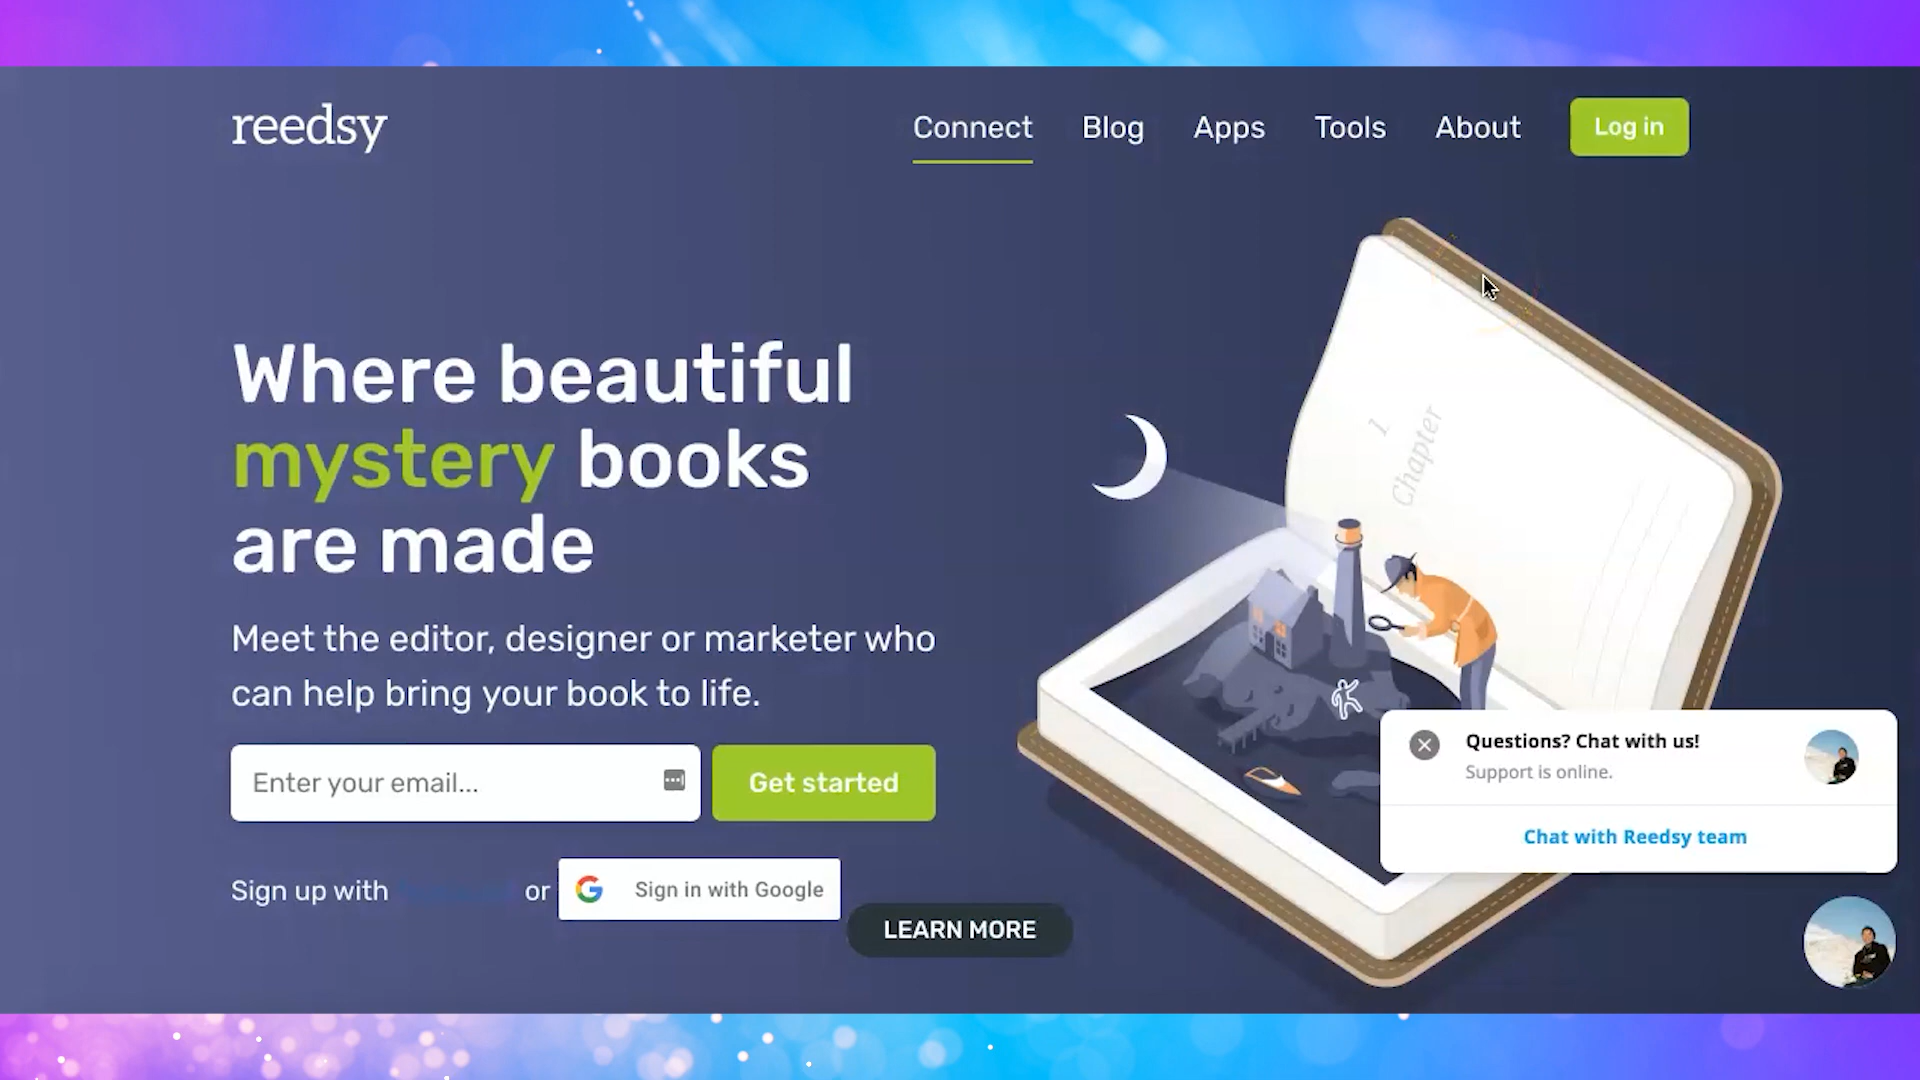 reedsy
Connect
Blog
Apps
Tools
About
Log in
Where beautiful
mystery books
are made
1
Chapter
Meet the editor, designer or marketer who
can help bring your book to life.
Enter your email...
Get started
Sign up with
or
Sign in with Google
LEARN MORE
Questions? Chat with us!
Support is online.
Chat with Reedsy team